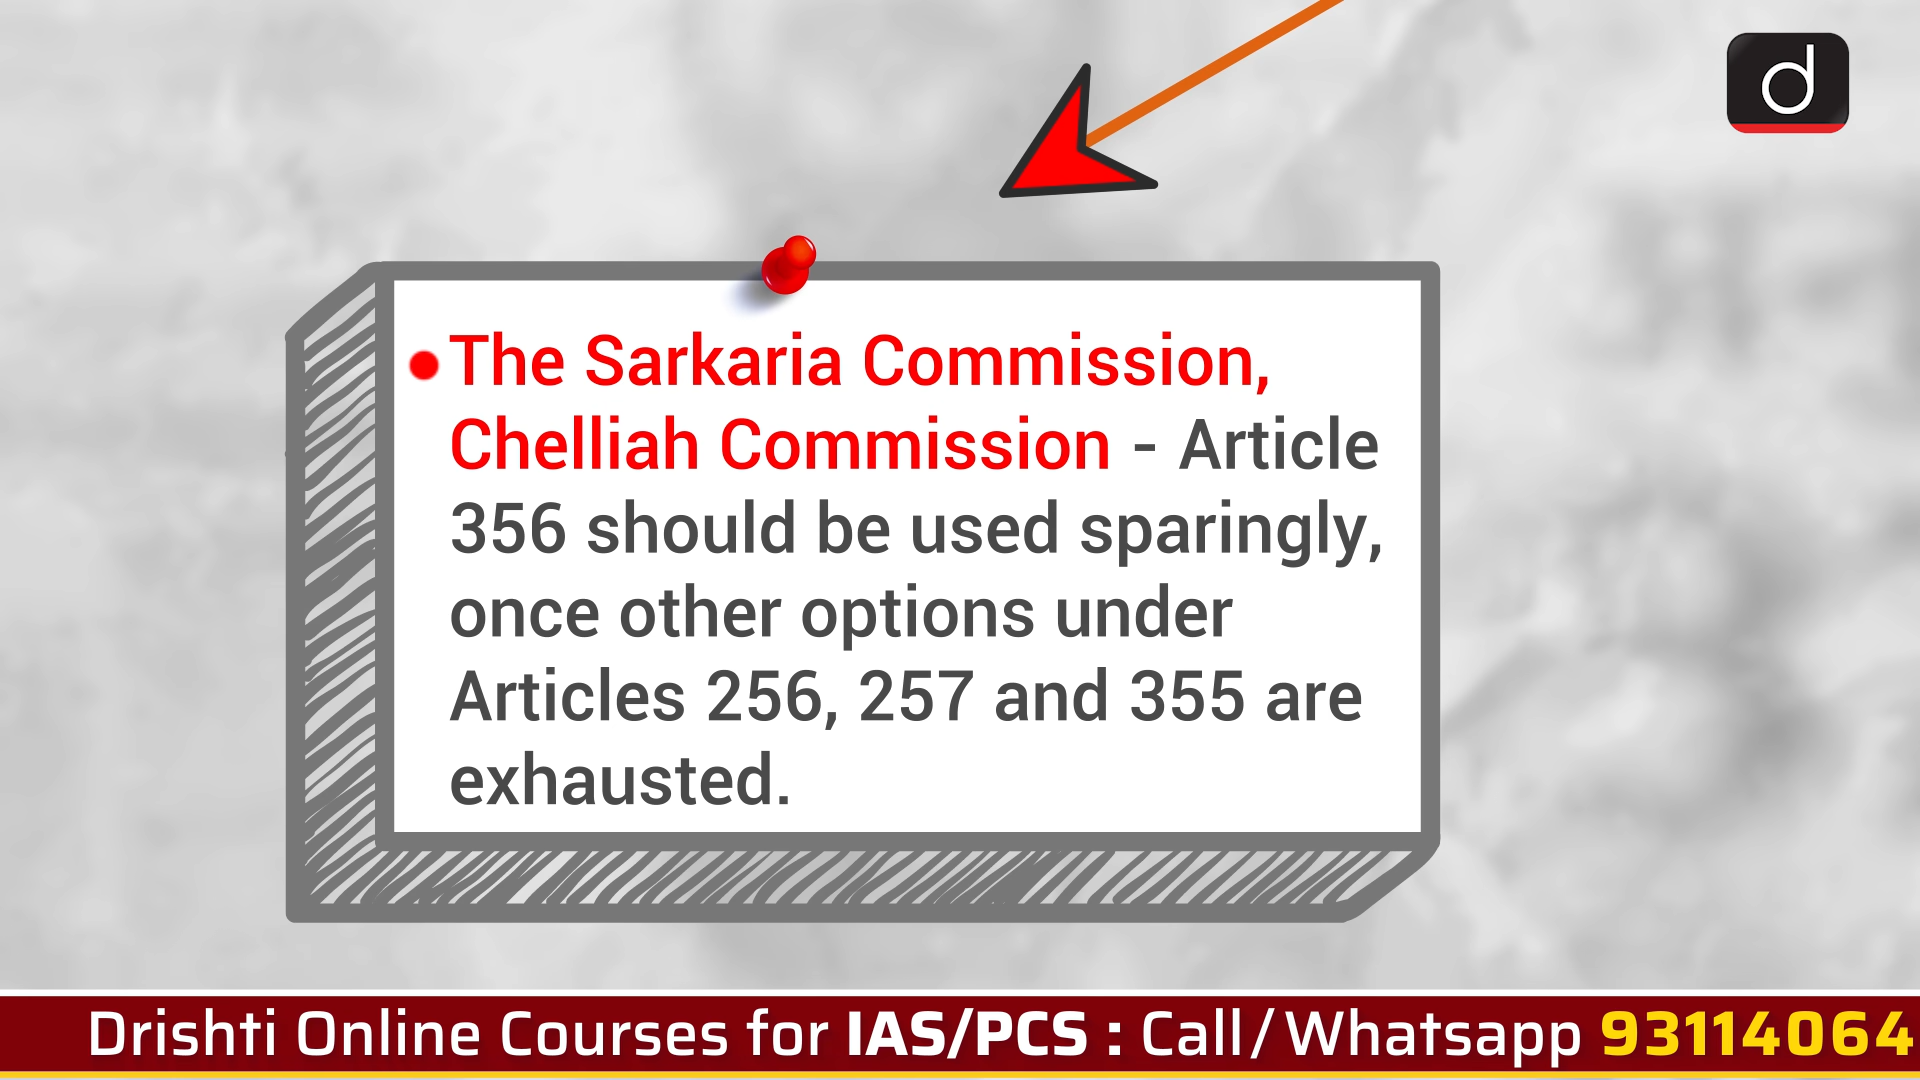 d
The Sarkaria Commission,
Chelliah Commission - Article
356 should be used sparingly,
once other options under
Articles 256, 257 and 355 are
exhausted.
Drishti Online Courses for IAS/PCS : Call/Whatsapp 93114064